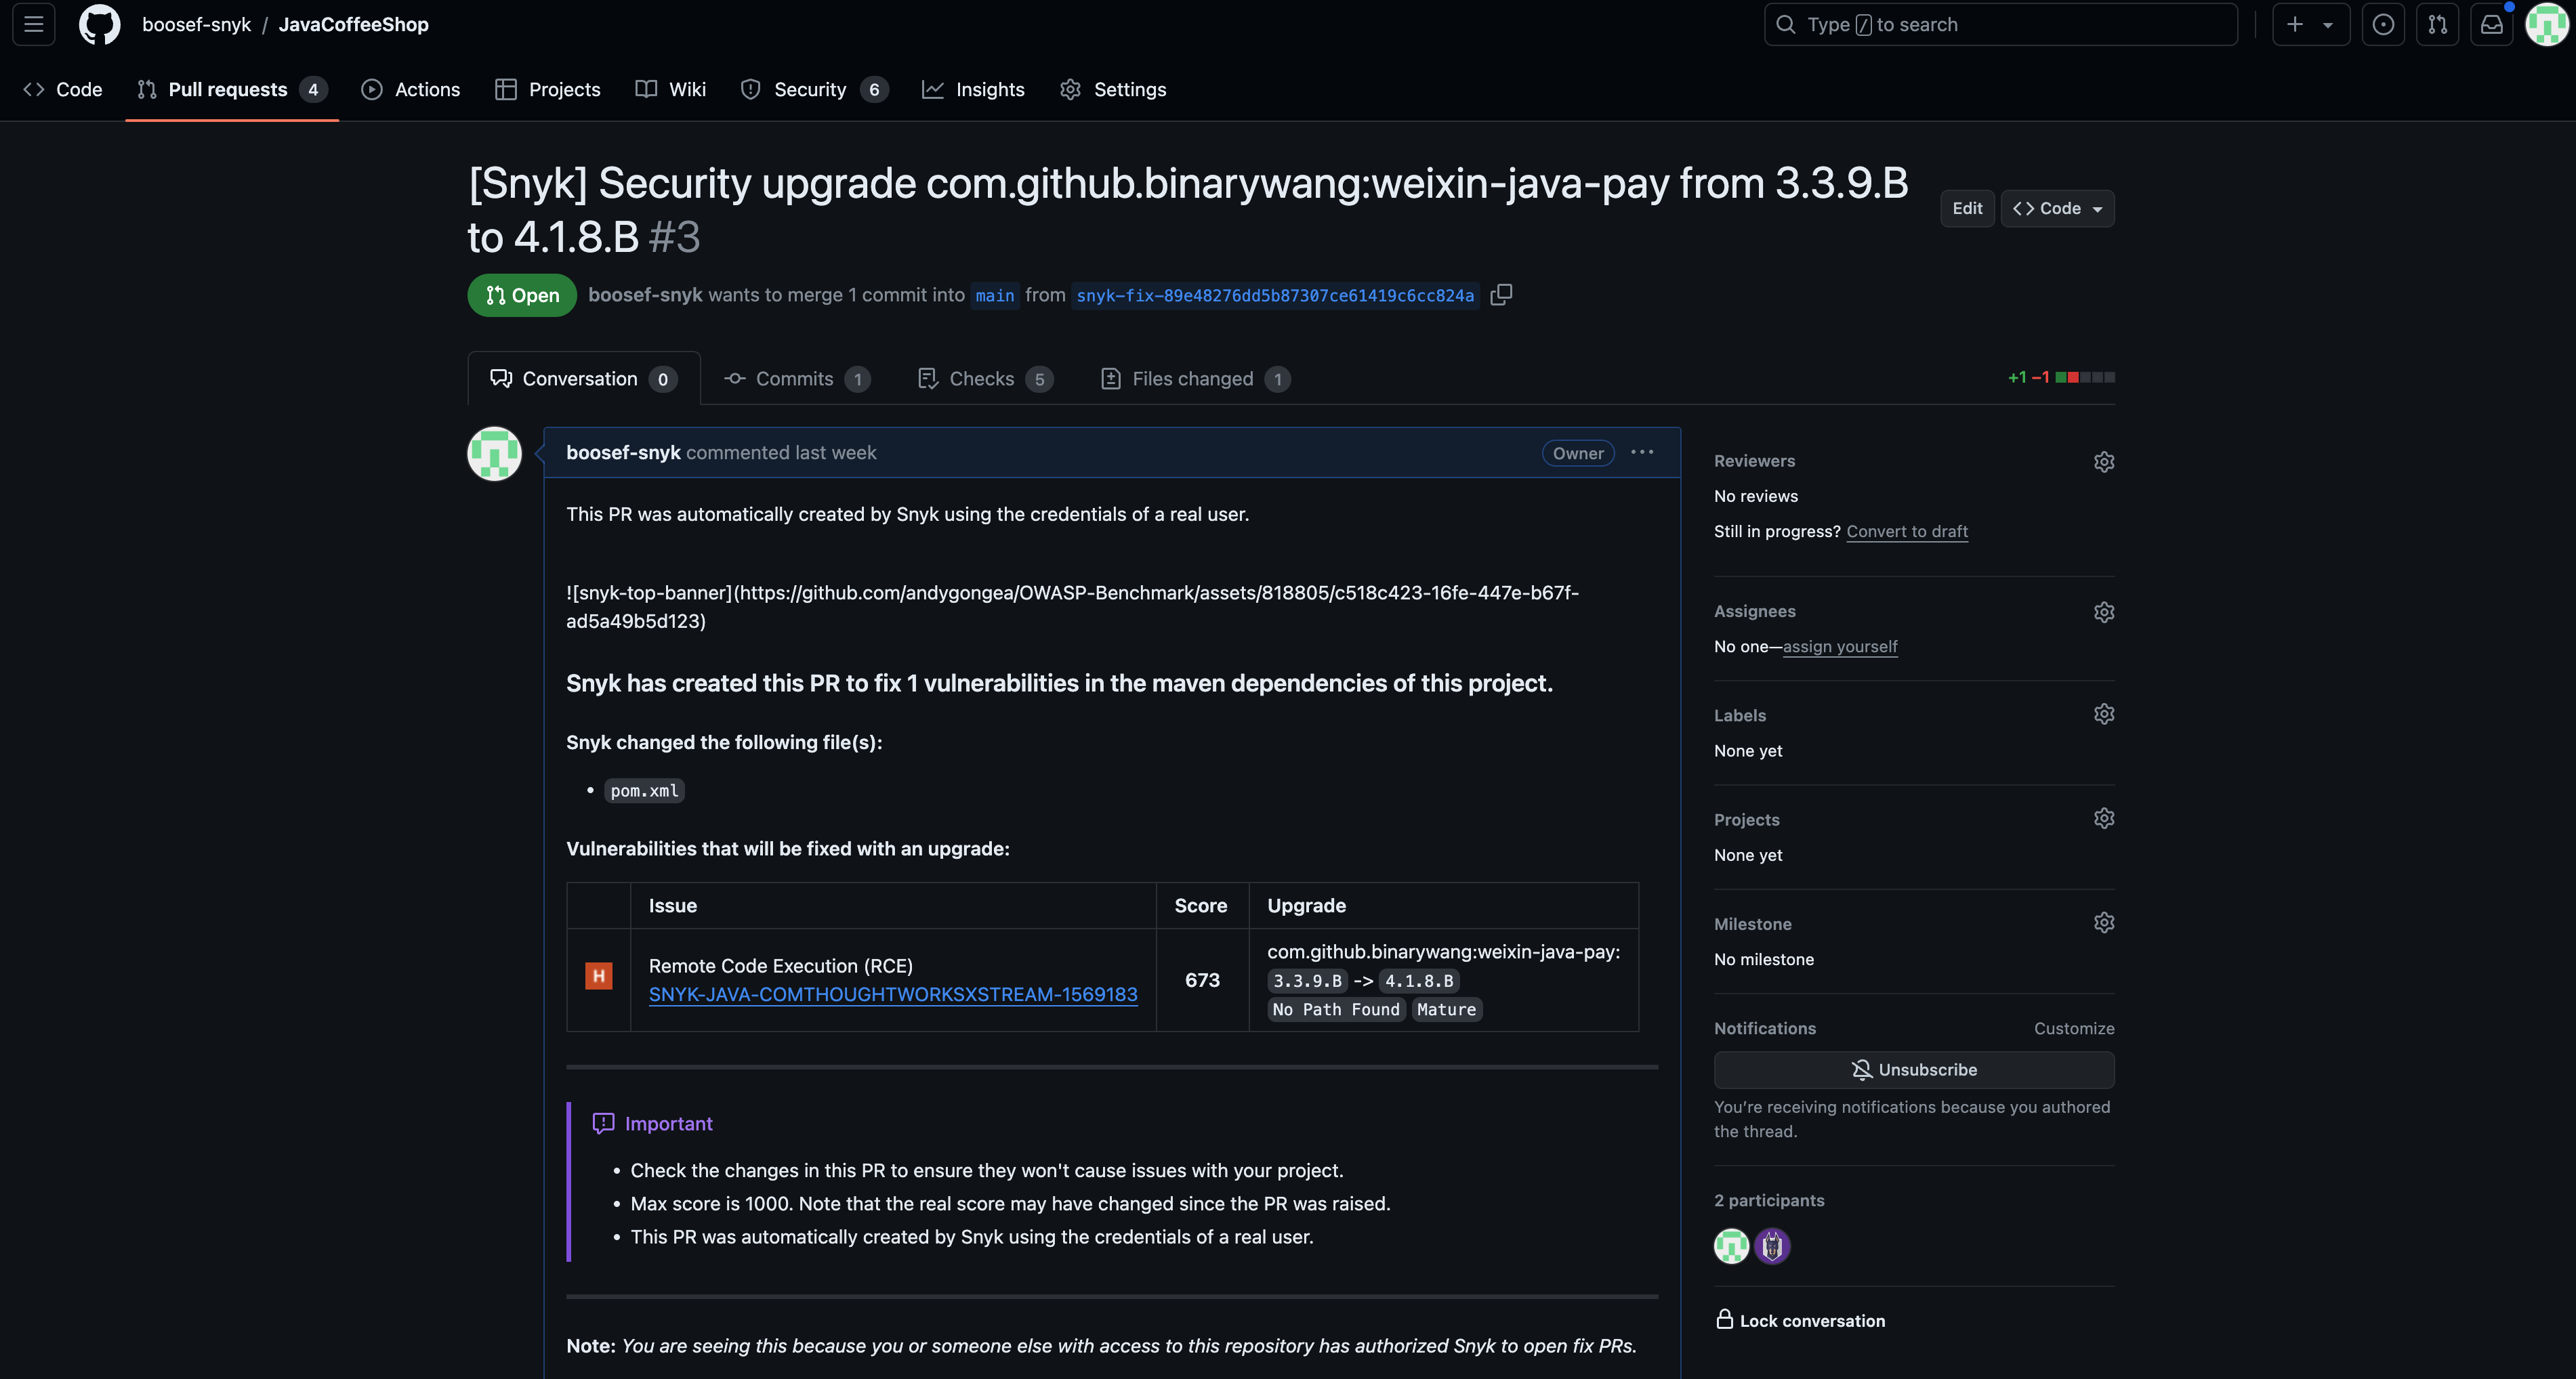 boosef-snyk / JavaCoffeeShop
Type / to search
Code
Pull requests 4
Actions
Projects
Wiki
Security 6
Insights
Settings
[Snyk] Security upgrade com.github.binarywang:weixin-java-pay from 3.3.9.B
to 4.1.8.B #3
Edit
Code
Open
boosef-snyk wants to merge 1 commit into main from snyk-fix-89e48276dd5b87307ce61419c6cc824a
Conversation 0
Commits 1
Checks 5
Files changed 1
+1 −1
boosef-snyk commented last week
Owner
This PR was automatically created by Snyk using the credentials of a real user.
![snyk-top-banner](https://github.com/andygongea/OWASP-Benchmark/assets/818805/c518c423-16fe-447e-b67f-
ad5a49b5d123)
Snyk has created this PR to fix 1 vulnerabilities in the maven dependencies of this project.
Snyk changed the following file(s):
• pom.xml
Vulnerabilities that will be fixed with an upgrade:
Issue
Score
Upgrade
H
Remote Code Execution (RCE)
SNYK-JAVA-COMTHOUGHTWORKSXSTREAM-1569183
673
com.github.binarywang:weixin-java-pay:
3.3.9.B -> 4.1.8.B
No Path Found Mature
Important
• Check the changes in this PR to ensure they won't cause issues with your project.
• Max score is 1000. Note that the real score may have changed since the PR was raised.
• This PR was automatically created by Snyk using the credentials of a real user.
Note: You are seeing this because you or someone else with access to this repository has authorized Snyk to open fix PRs.
Reviewers
No reviews
Still in progress? Convert to draft
Assignees
No one—assign yourself
Labels
None yet
Projects
None yet
Milestone
No milestone
Notifications
Customize
Unsubscribe
You're receiving notifications because you authored
the thread.
2 participants
Lock conversation